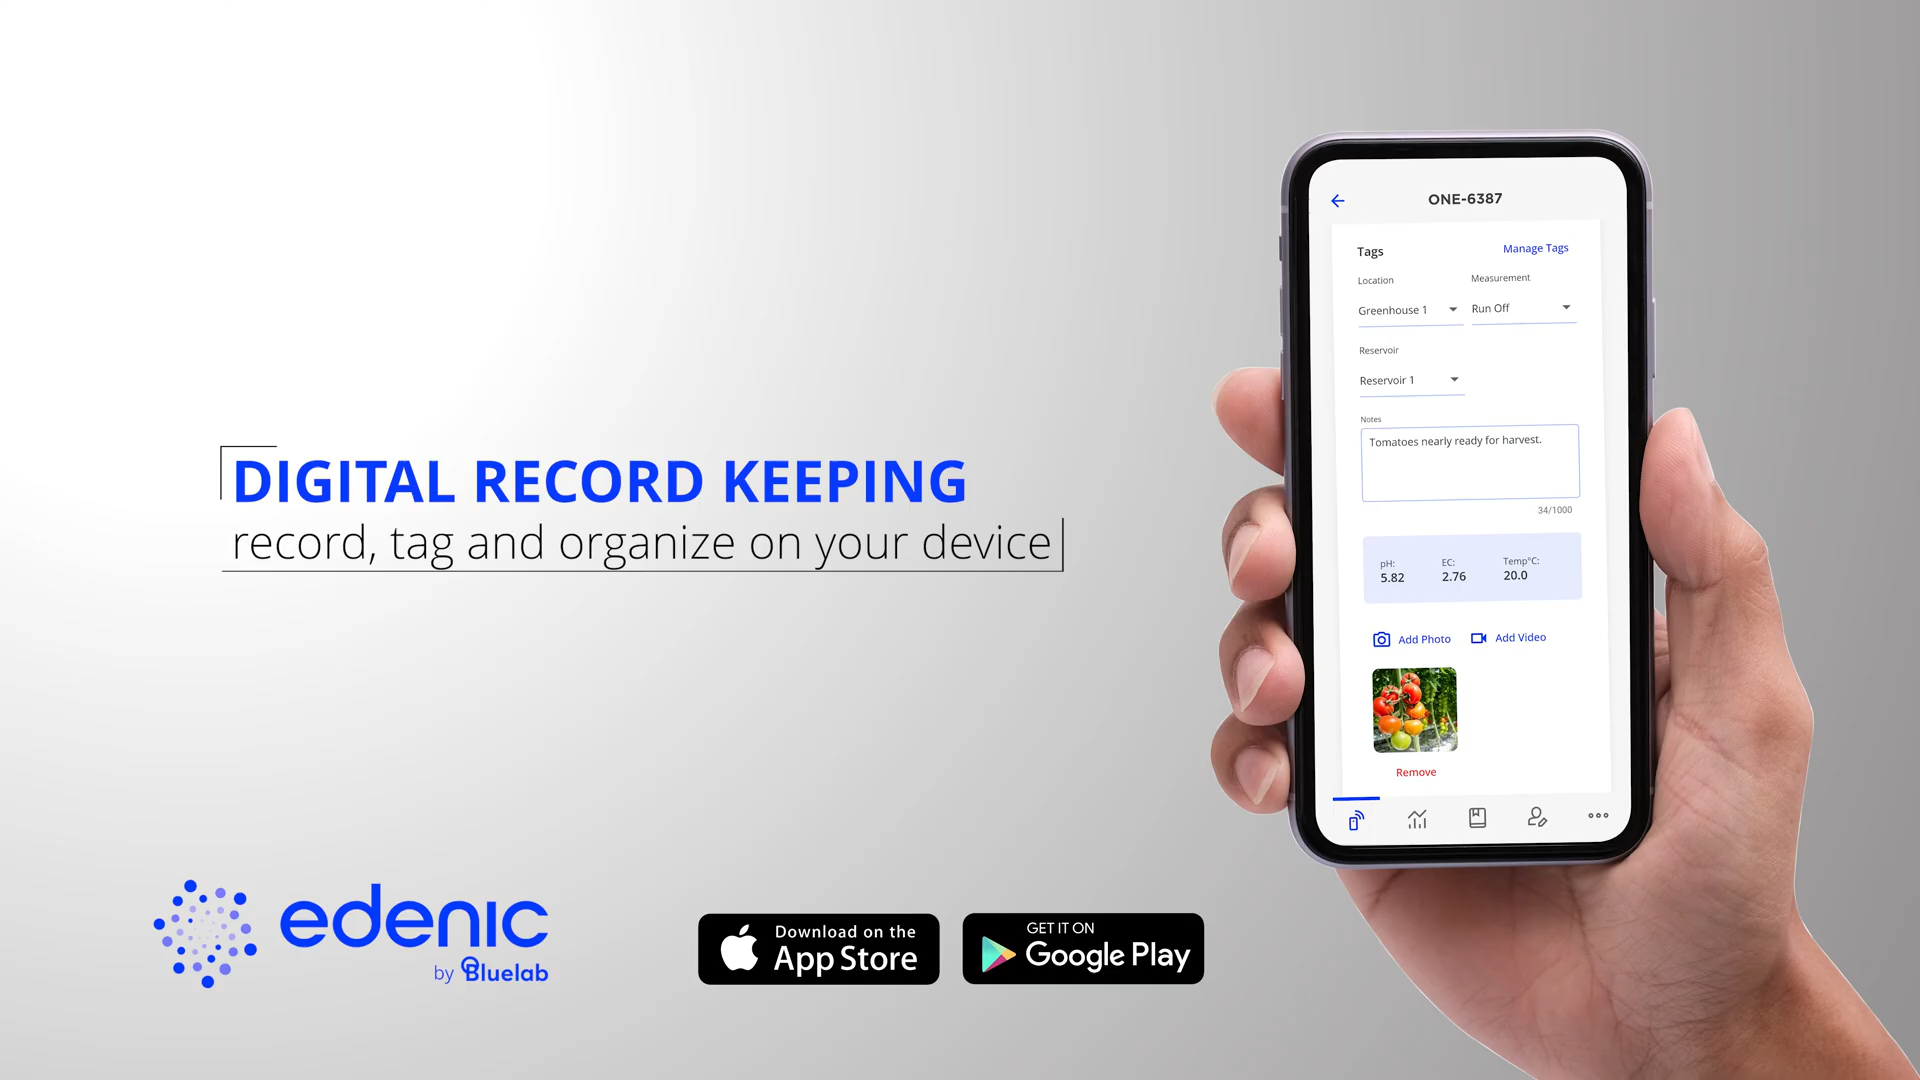 DIGITAL RECORD KEEPING
record, tag and organize on your device
edenic
by Bluelab
Download on the
App Store
GET IT ON
Google Play
ONE-6387
Tags
Manage Tags
Location
Measurement
Greenhouse 1
Run Off
Reservoir
Reservoir 1
Notes
Tomatoes nearly ready for harvest.
34/1000
pH:
EC:
Temp°C:
5.82
2.76
20.0
Add Photo
Add Video
Remove